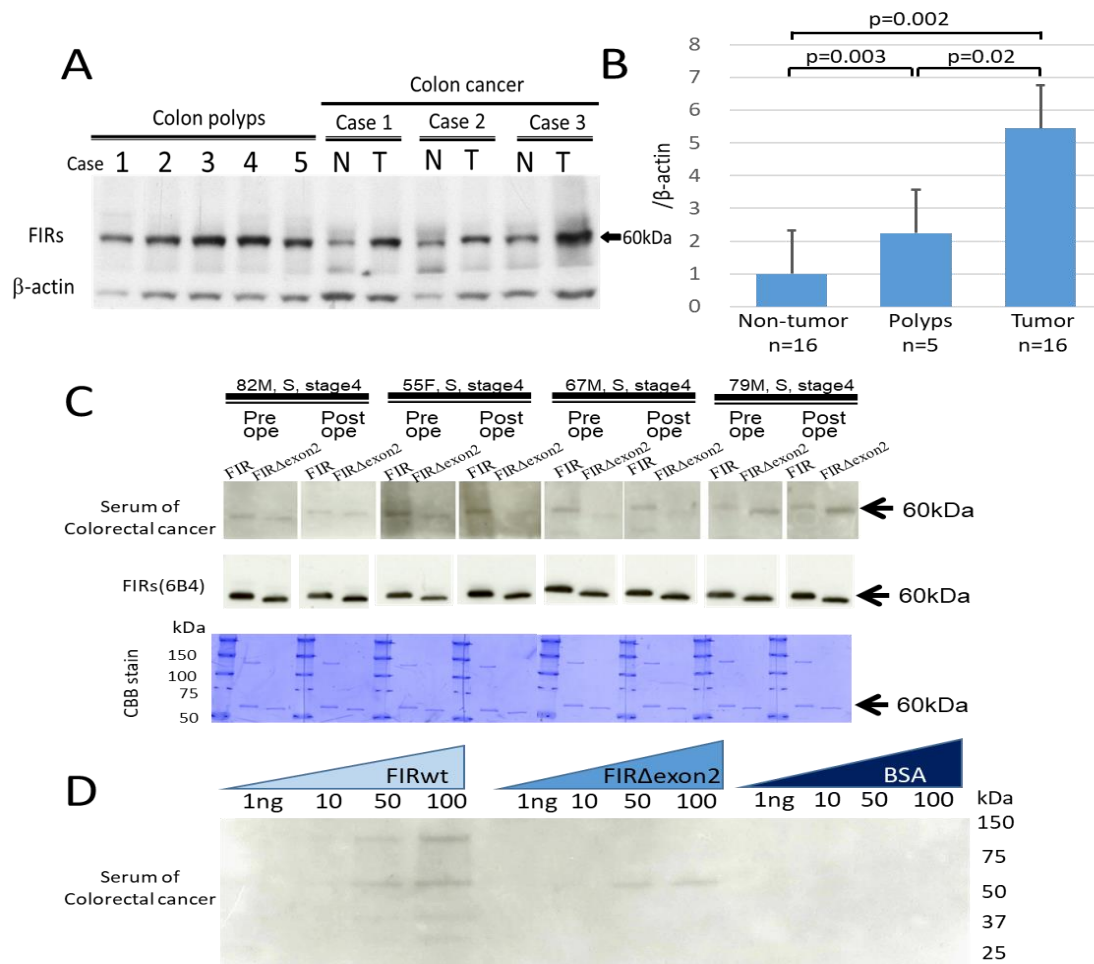 A
Colon cancer
Colon polyps
Case 1
Case 2
Case 3
Case 1 2 3 4 5 N T N T N T
FIRs
60kDa
β-actin
B
p=0.002
p=0.003
p=0.02
/β-actin
8
7
6
5
4
3
2
1
0
Non-tumor
n=16
Polyps
n=5
Tumor
n=16
C
82M, S, stage4
55F, S, stage4
67M, S, stage4
79M, S, stage4
Pre ope
Post ope
Pre ope
Post ope
Pre ope
Post ope
Pre ope
Post ope
FIR FIRΔexon2 FIR FIRΔexon2 FIR FIRΔexon2 FIR FIRΔexon2 FIR FIRΔexon2 FIR FIRΔexon2 FIR FIRΔexon2 FIR FIRΔexon2
Serum of
Colorectal cancer
60kDa
FIRs(6B4)
60kDa
kDa
CBB stain
150
100
75
50
60kDa
D
FIRwt
FIRΔexon2
BSA
1ng 10 50 100
1ng 10 50 100
1ng 10 50 100
kDa
150
75
50
37
25
Serum of
Colorectal cancer